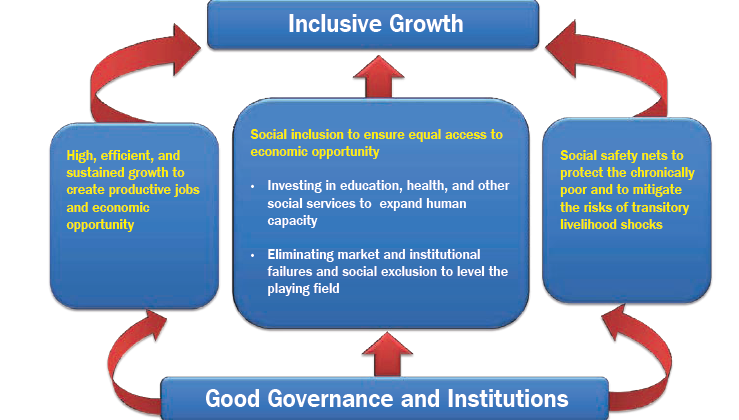 Inclusive Growth
High, efficient, and
sustained growth to
create productive jobs
and economic
opportunity
Social inclusion to ensure equal access to
economic opportunity
• Investing in education, health, and other
social services to expand human
capacity
• Eliminating market and institutional
failures and social exclusion to level the
playing field
Social safety nets to
protect the chronically
poor and to mitigate
the risks of transitory
livelihood shocks
Good Governance and Institutions